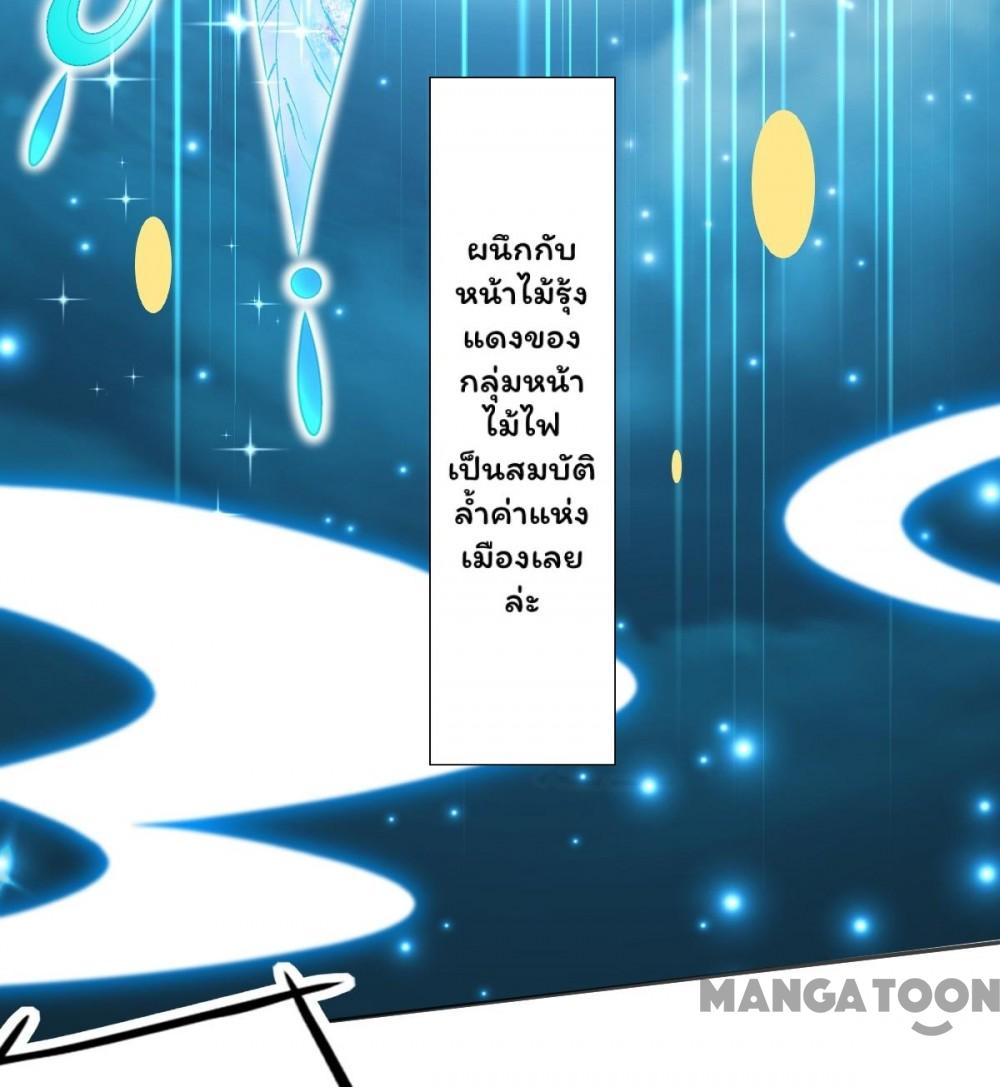 ผนึกกับ
หน้าไม้รุ้ง
แดงของ
กลุ่มหน้า
ไม้ไฟ
เป็นสมบัติ
ล้ำค่าแห่ง
เมืองเลย
ล่ะ
MANGATOON